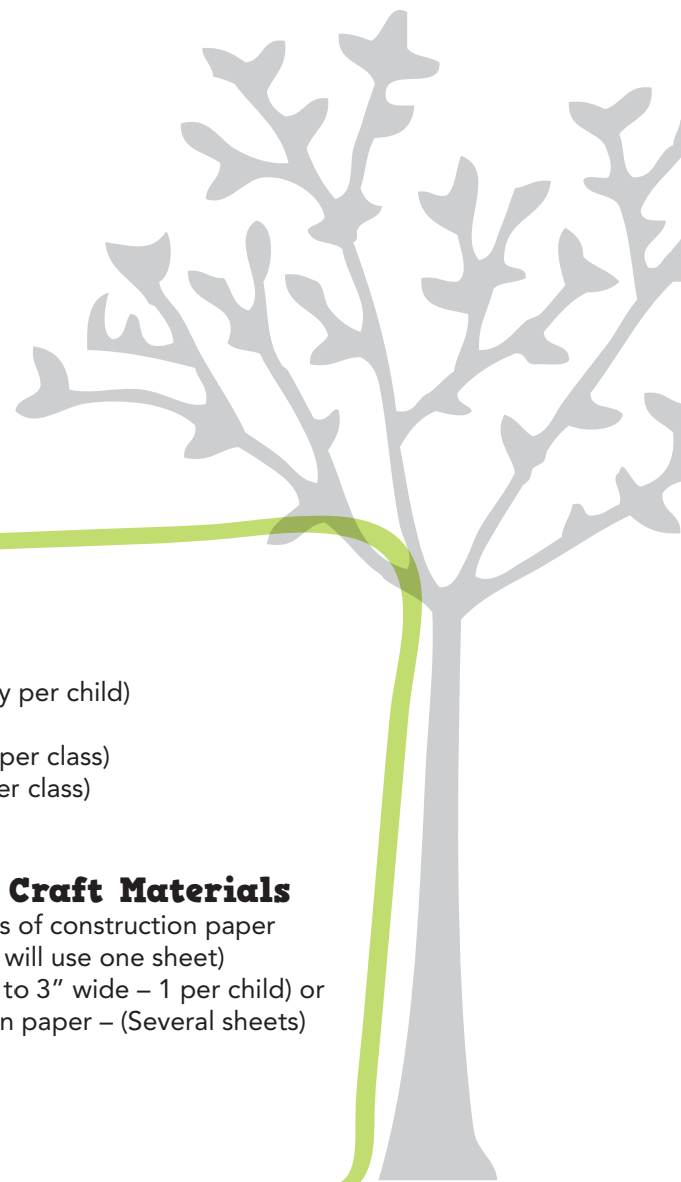 y per child)
per class)
er class)
Craft Materials
s of construction paper
will use one sheet)
to 3” wide – 1 per child) or
n paper – (Several sheets)